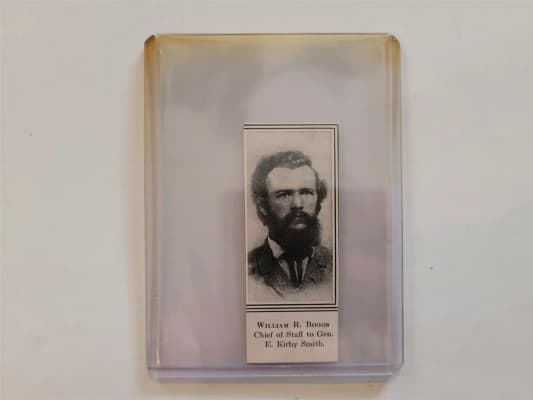 William R. Boggs
Chief of Staff to Gen.
E. Kirby Smith.